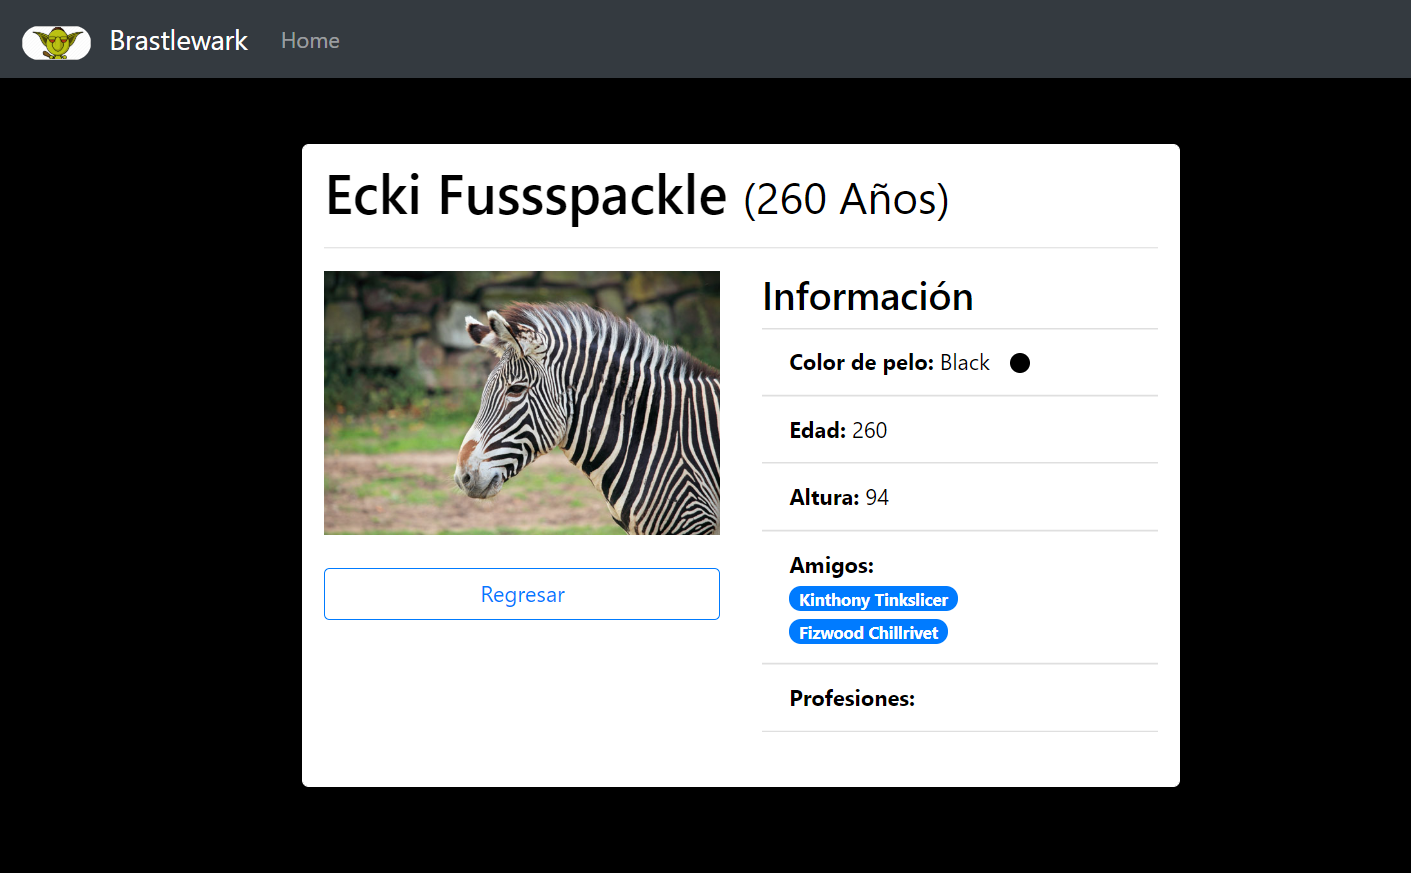 Brastlewark Home
Ecki Fussspackle (260 Años)
Información
Color de pelo: Black
Edad: 260
Altura: 94
Amigos:
Kinthony Tinkslicer
Fizwood Chillrivet
Profesiones:
Regresar